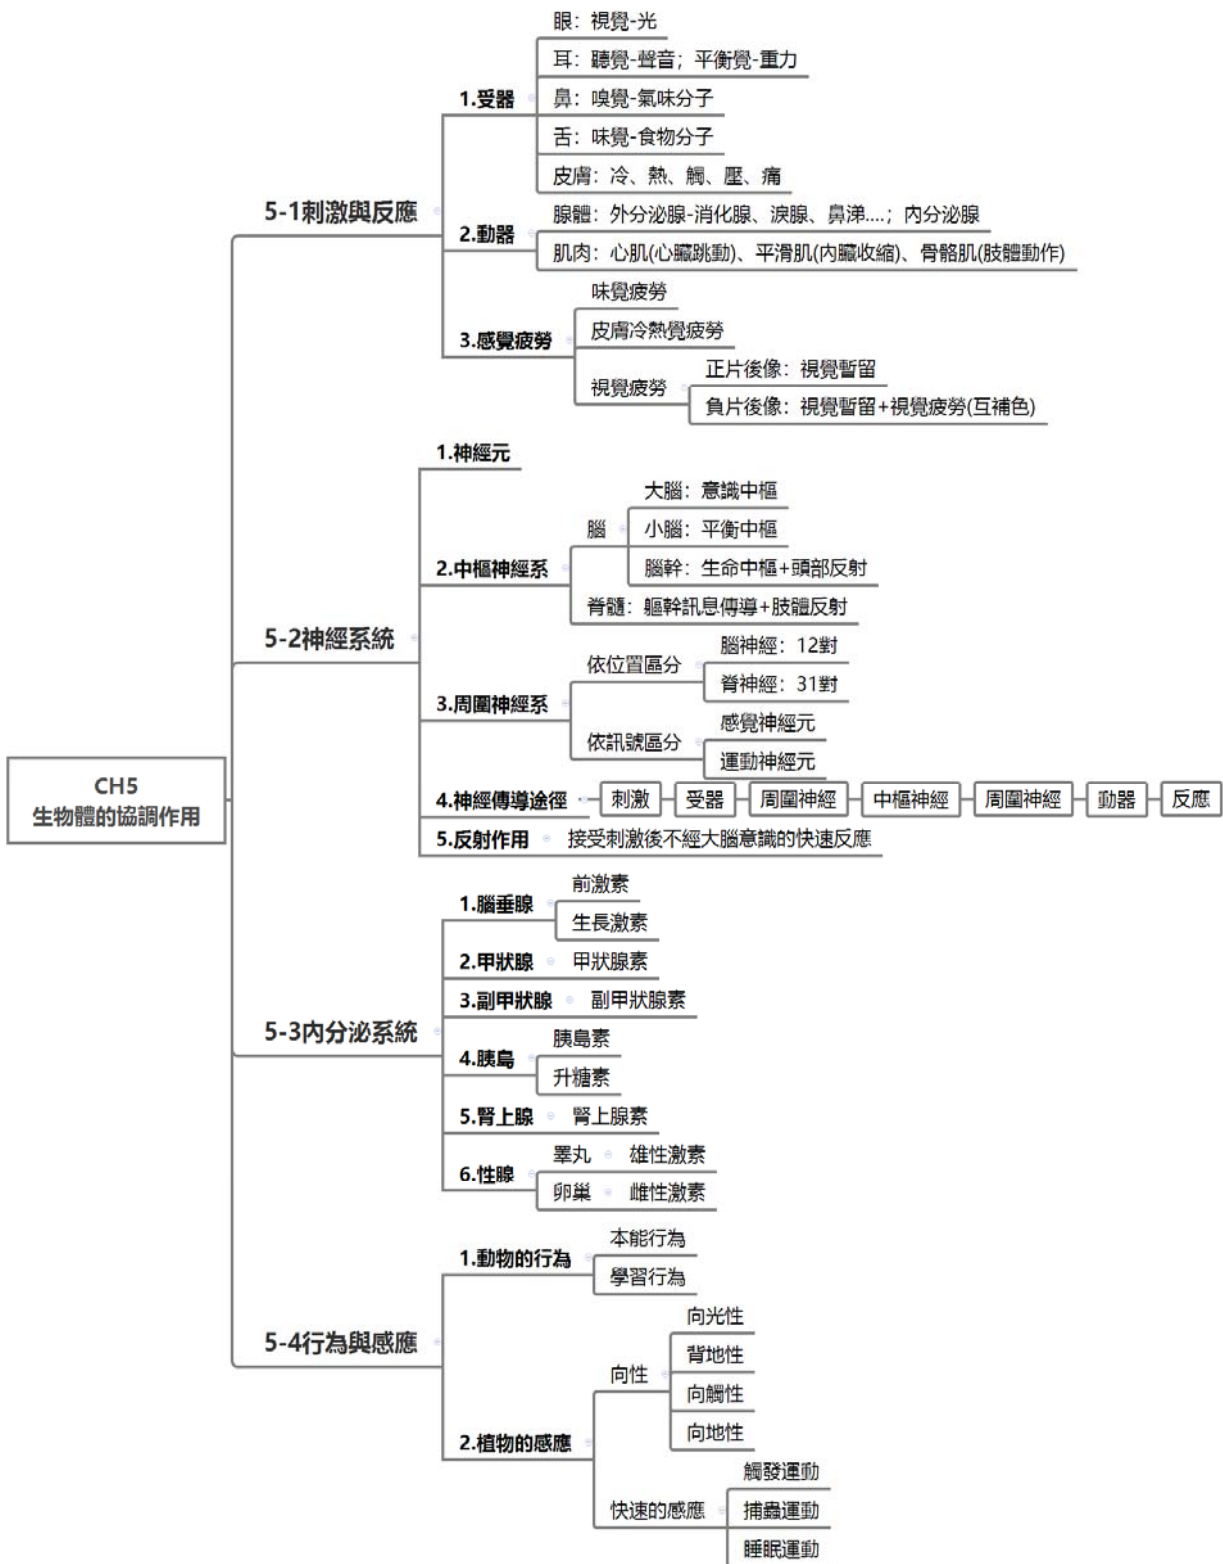 CH5
生物體的協調作用
5-1刺激與反應
1.受器
眼：視覺-光
耳：聽覺-聲音；平衡覺-重力
鼻：嗅覺-氣味分子
舌：味覺-食物分子
皮膚：冷、熱、觸、壓、痛
2.動器
腺體：外分泌腺-消化腺、淚腺、鼻涕....；內分泌腺
肌肉：心肌(心臟跳動)、平滑肌(內臟收縮)、骨骼肌(肢體動作)
3.感覺疲勞
味覺疲勞
皮膚冷熱覺疲勞
視覺疲勞
正片後像：視覺暫留
負片後像：視覺暫留+視覺疲勞(互補色)
5-2神經系統
1.神經元
2.中樞神經系
腦
大腦：意識中樞
小腦：平衡中樞
腦幹：生命中樞+頭部反射
脊髓：軀幹訊息傳導+肢體反射
3.周圍神經系
依位置區分
腦神經：12對
脊神經：31對
依訊號區分
感覺神經元
運動神經元
4.神經傳導途徑
刺激
受器
周圍神經
中樞神經
周圍神經
動器
反應
5.反射作用
接受刺激後不經大腦意識的快速反應
5-3內分泌系統
1.腦垂腺
前激素
生長激素
2.甲狀腺
甲狀腺素
3.副甲狀腺
副甲狀腺素
4.胰島
胰島素
升糖素
5.腎上腺
腎上腺素
6.性腺
睪丸
雄性激素
卵巢
雌性激素
5-4行為與感應
1.動物的行為
本能行為
學習行為
2.植物的感應
向性
向光性
背地性
向觸性
向地性
快速的感應
觸發運動
捕蟲運動
睡眠運動